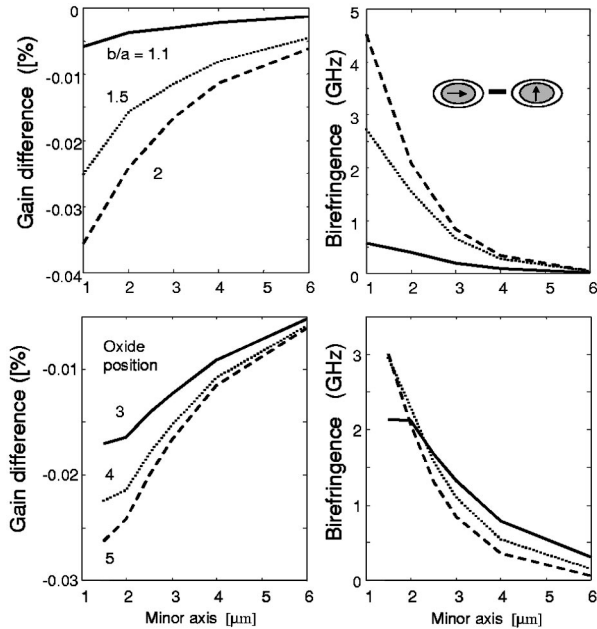 Gain difference ([%)
0
-0.01
-0.02
-0.03
-0.04
b/a = 1.1
1.5
2
1 2 3 4 5 6
Birefringence (GHz)
5
4
3
2
1
0
1 2 3 4 5 6
Gain difference ([%)
-0.01
-0.02
-0.03
Oxide
position
3
4
5
1 2 3 4 5 6
Minor axis [μm]
Birefringence (GHz)
4
3
2
1
0
1 2 3 4 5 6
Minor axis [μm]